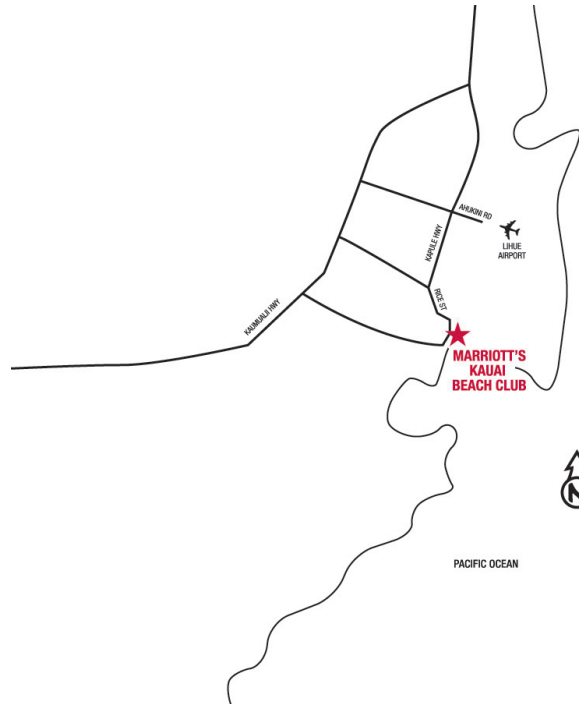 AHUKINI RD
KAPULE HWY
LIHUE
AIRPORT
RICE ST
KAUMUALII HWY
MARRIOTT'S
KAUAI
BEACH CLUB
N
PACIFIC OCEAN